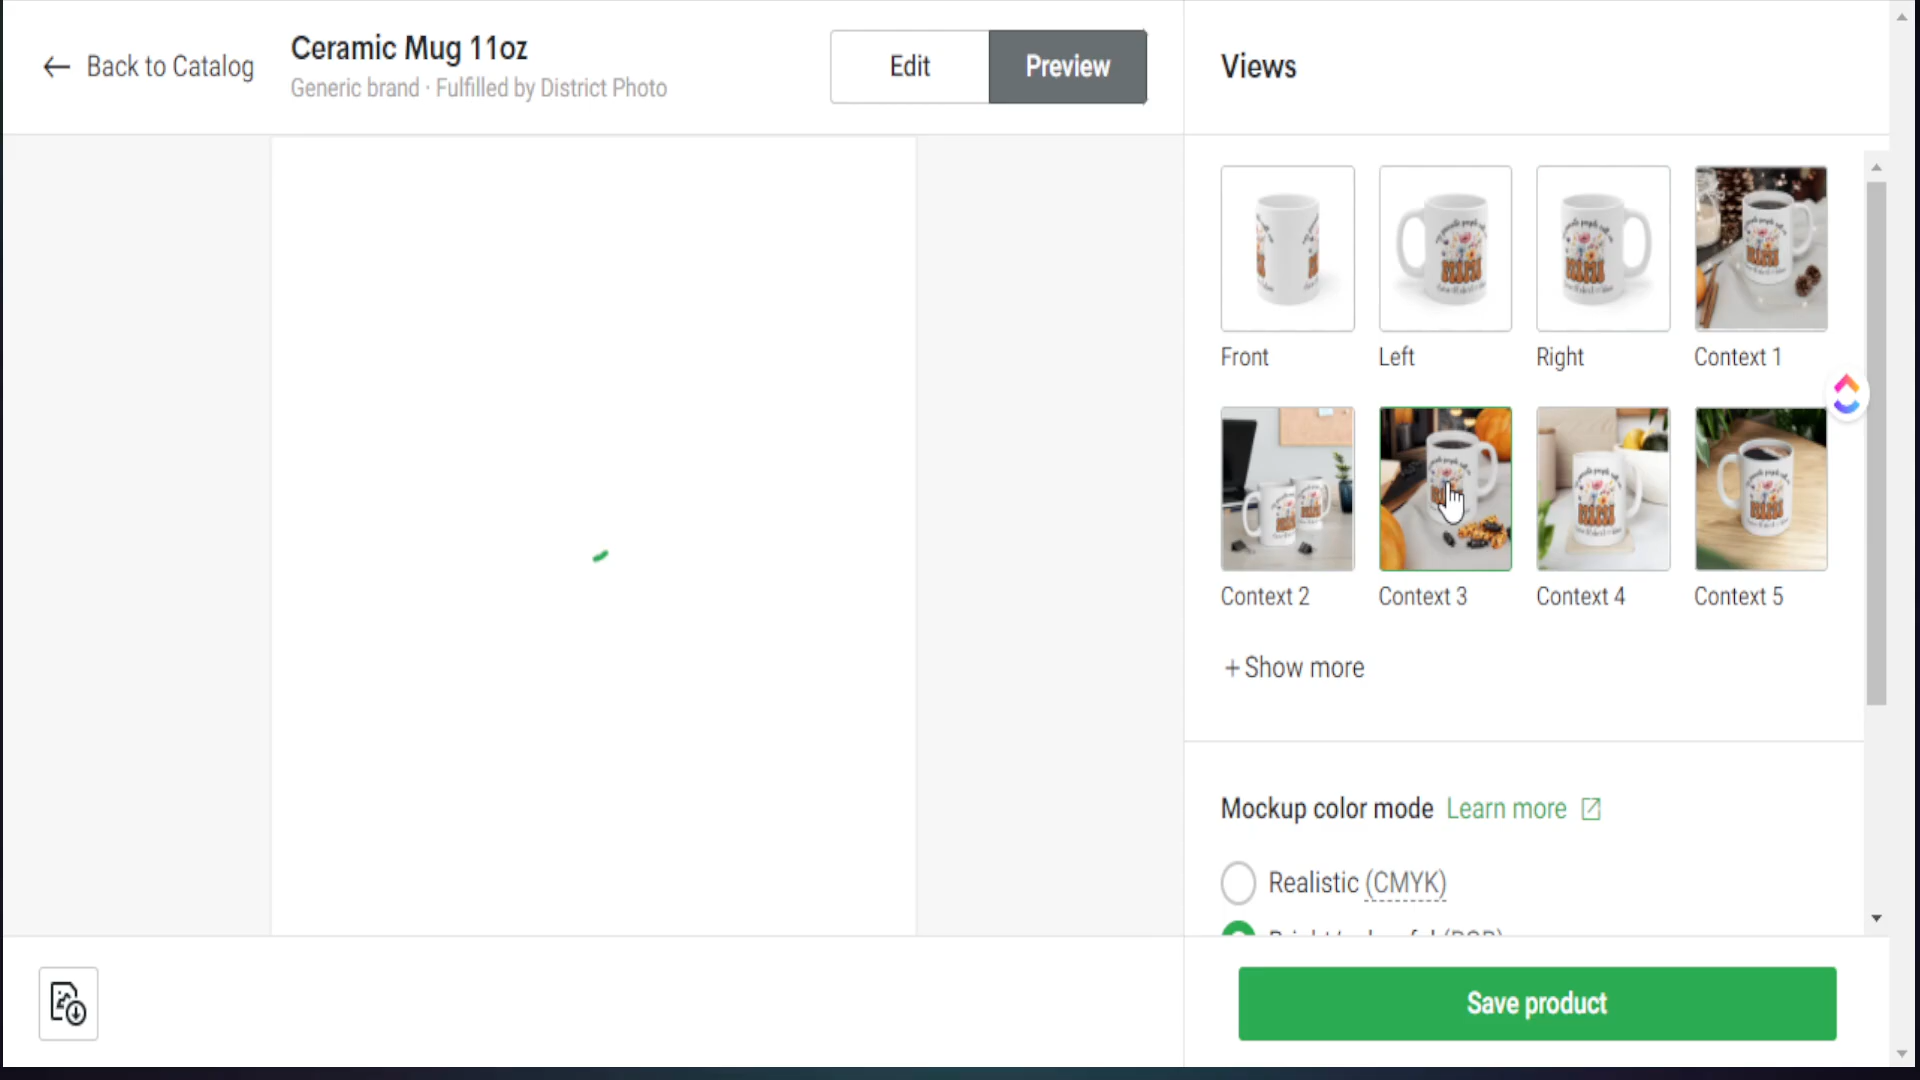 Back to Catalog
Ceramic Mug 11oz
Generic brand · Fulfilled by District Photo
Edit
Preview
Views
Front
Left
Right
Context 1
Context 2
Context 3
Context 4
Context 5
+ Show more
Mockup color mode Learn more
Realistic (CMYK)
Save product